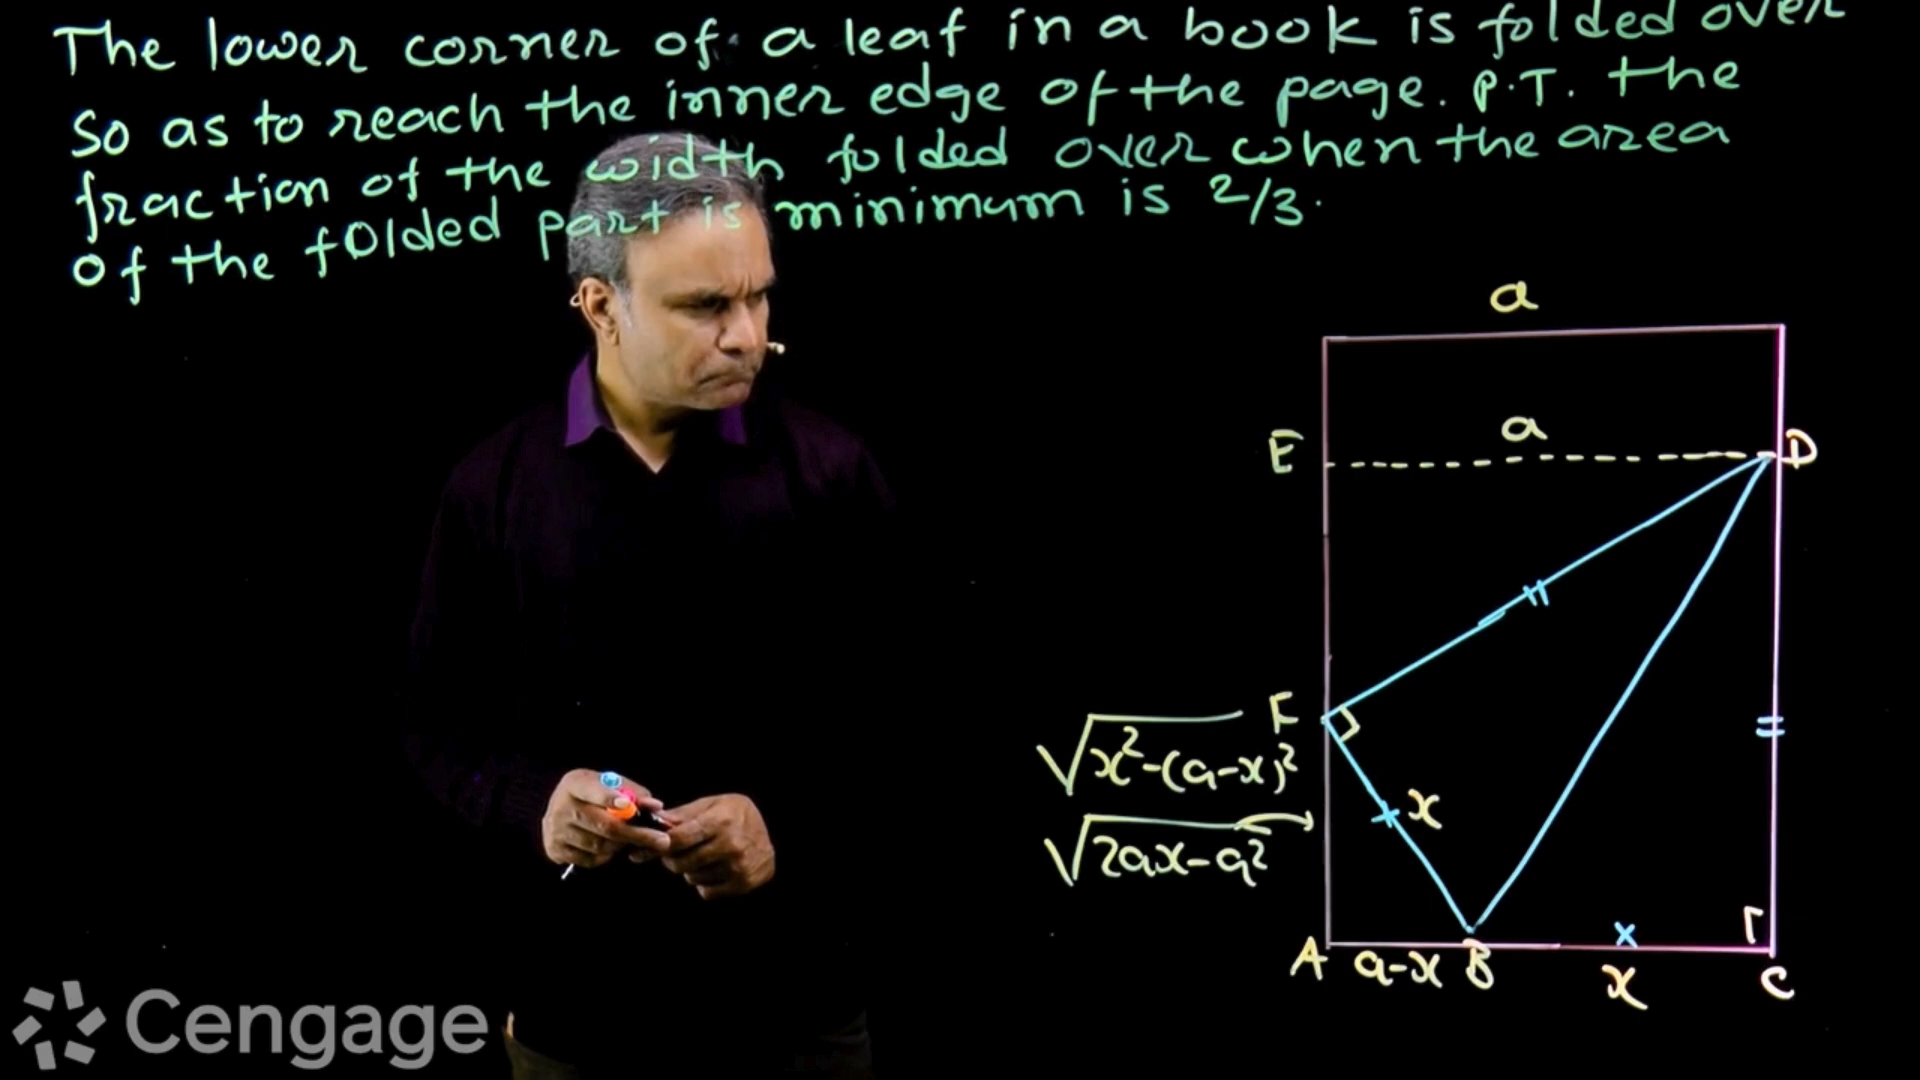 The lower corner of a leaf in a book is folded over
So as to reach the inner edge of the page. P.T. the
fraction of the width folded over when the area
of the folded part is minimum is 2/3.
a
a
E
D
F
√x²-(a-x)²
x
√2ax-a²
x
A a-x B x C
Cengage